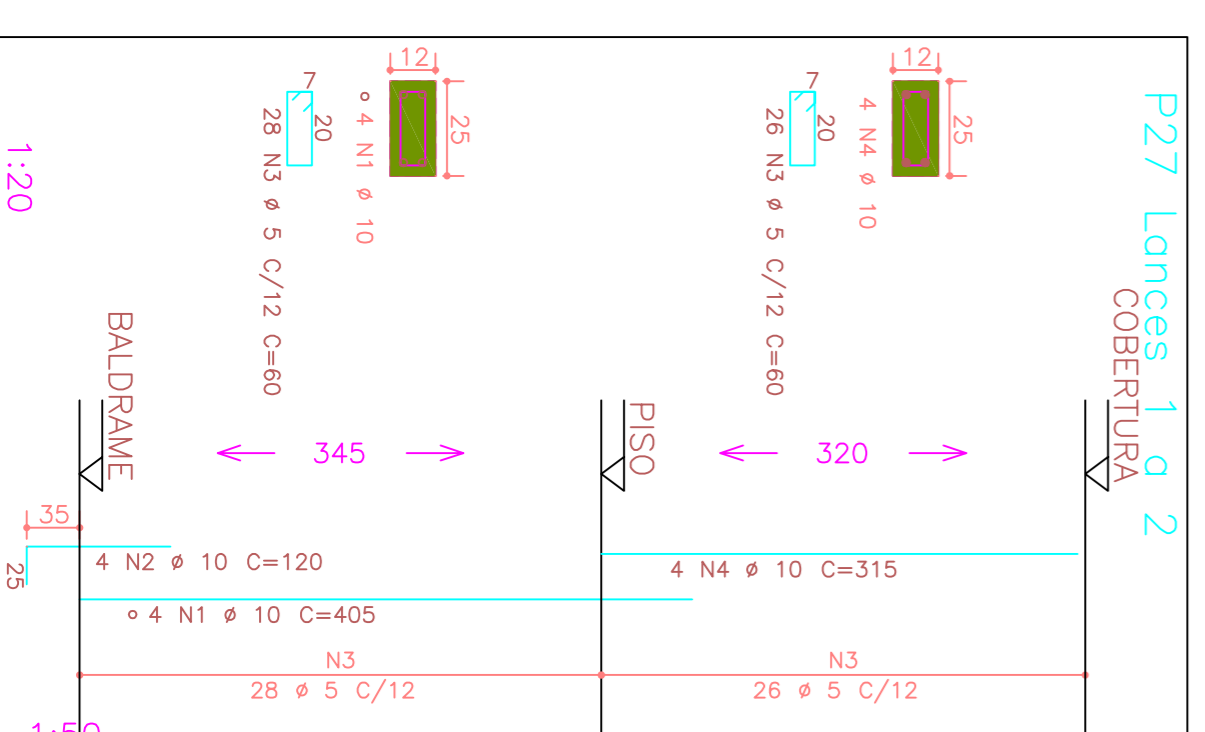 P27 Lances 1 a 2
COBERTURA
12
25
4 N4 ø 10
7
20
26 N3 ø 5 C/12 C=60
320
PISO
12
25
4 N1 ø 10
7
20
28 N3 ø 5 C/12 C=60
345
BALDRAME
1:20
35
25
4 N2 ø 10 C=120
4 N4 ø 10 C=315
4 N1 ø 10 C=405
N3
28 ø 5 C/12
N3
26 ø 5 C/12
1:50